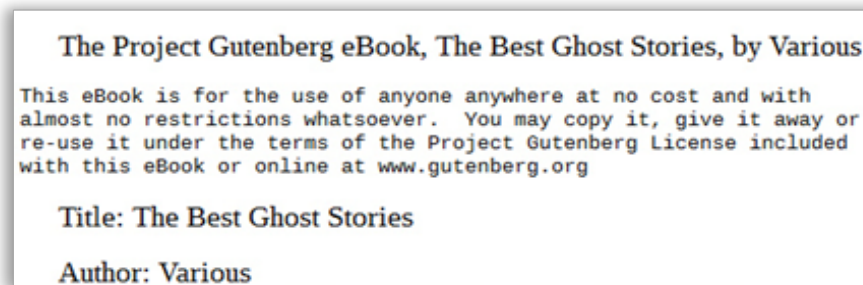 The Project Gutenberg eBook, The Best Ghost Stories, by Various
This eBook is for the use of anyone anywhere at no cost and with
almost no restrictions whatsoever.  You may copy it, give it away or
re-use it under the terms of the Project Gutenberg License included
with this eBook or online at www.gutenberg.org
Title: The Best Ghost Stories
Author: Various